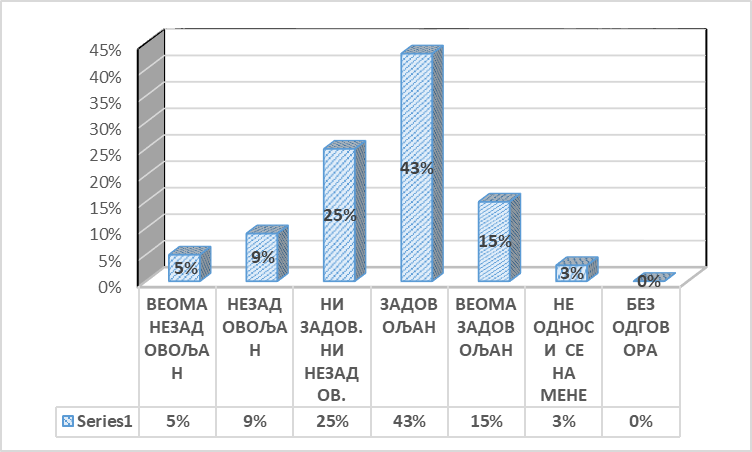 45%
40%
35%
30%
25%
20%
15%
10%
5%
0%
5%
9%
25%
43%
15%
3%
0%
ВЕОМА
НЕЗАД
ОВОЉА
Н
НЕЗАД
ОВОЉА
Н
НИ
ЗАДОВ.
НИ
НЕЗАД
ОВ.
ЗАДОВ
ОЉАН
ВЕОМА
ЗАДОВ
ОЉАН
НЕ
ОДНОС
И СЕ
НА
МЕНЕ
БЕЗ
ОДГОВ
ОРА
Series1 5% 9% 25% 43% 15% 3% 0%